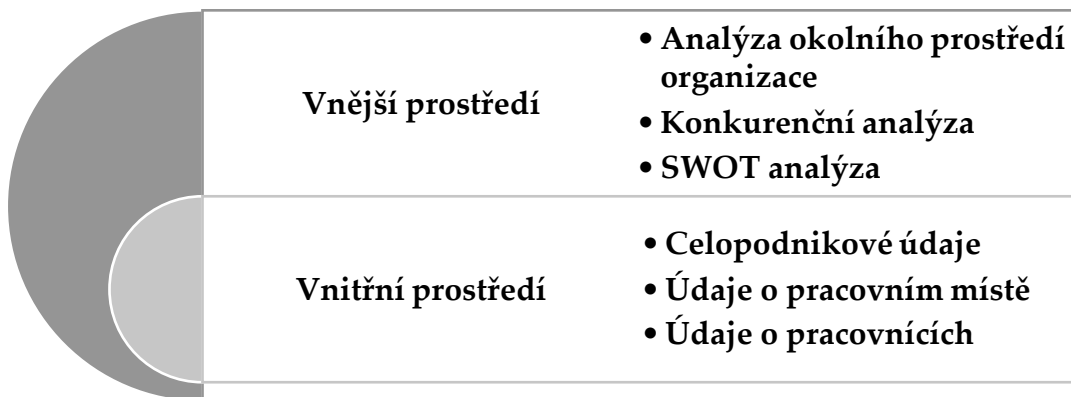 Vnější prostředí
• Analýza okolního prostředí
organizace
• Konkurenční analýza
• SWOT analýza
Vnitřní prostředí
• Celopodnikové údaje
• Údaje o pracovním místě
• Údaje o pracovnících